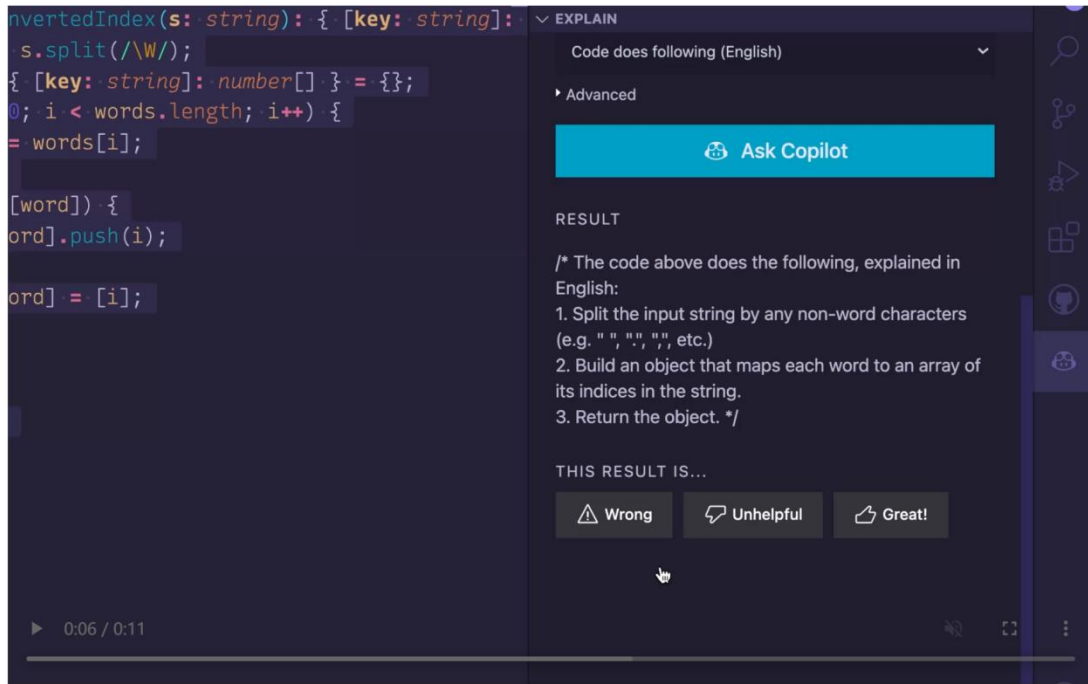 nvertedIndex(s: string): { [key: string]:
s.split(/\W/);
{ [key: string]: number[] } = {};
0; i < words.length; i++) {
= words[i];
[word]) {
ord].push(i);
ord] = [i];
EXPLAIN
Code does following (English)
Advanced
Ask Copilot
RESULT
/* The code above does the following, explained in
English:
1. Split the input string by any non-word characters
(e.g. " ", ".", ",", etc.)
2. Build an object that maps each word to an array of
its indices in the string.
3. Return the object. */
THIS RESULT IS...
Wrong
Unhelpful
Great!
0:06 / 0:11